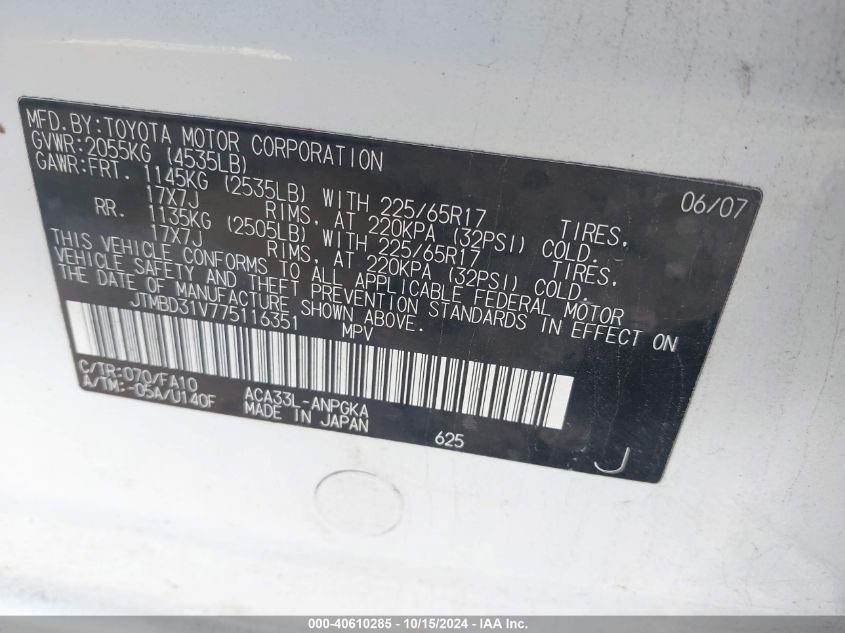 MFD.BY:TOYOTA MOTOR CORPORATION 06/07
GVWR:2055KG (4535LB)
GAWR:FRT. 1145KG (2535LB) WITH 225/65R17 TIRES,
17X7J RIMS, AT 220KPA (32PSI) COLD.
RR. 1135KG (2505LB) WITH 225/65R17 TIRES,
17X7J RIMS, AT 220KPA (32PSI) COLD.
THIS VEHICLE CONFORMS TO ALL APPLICABLE FEDERAL MOTOR
VEHICLE SAFETY AND THEFT PREVENTION STANDARDS IN EFFECT ON
THE DATE OF MANUFACTURE SHOWN ABOVE.
JTMBD31V775116351 MPV
C/TR:070/FA10 ACA33L-ANPGKA
A/TM:-05A/U140F MADE IN JAPAN 625 J
000-40610285 - 10/15/2024 - IAA Inc.